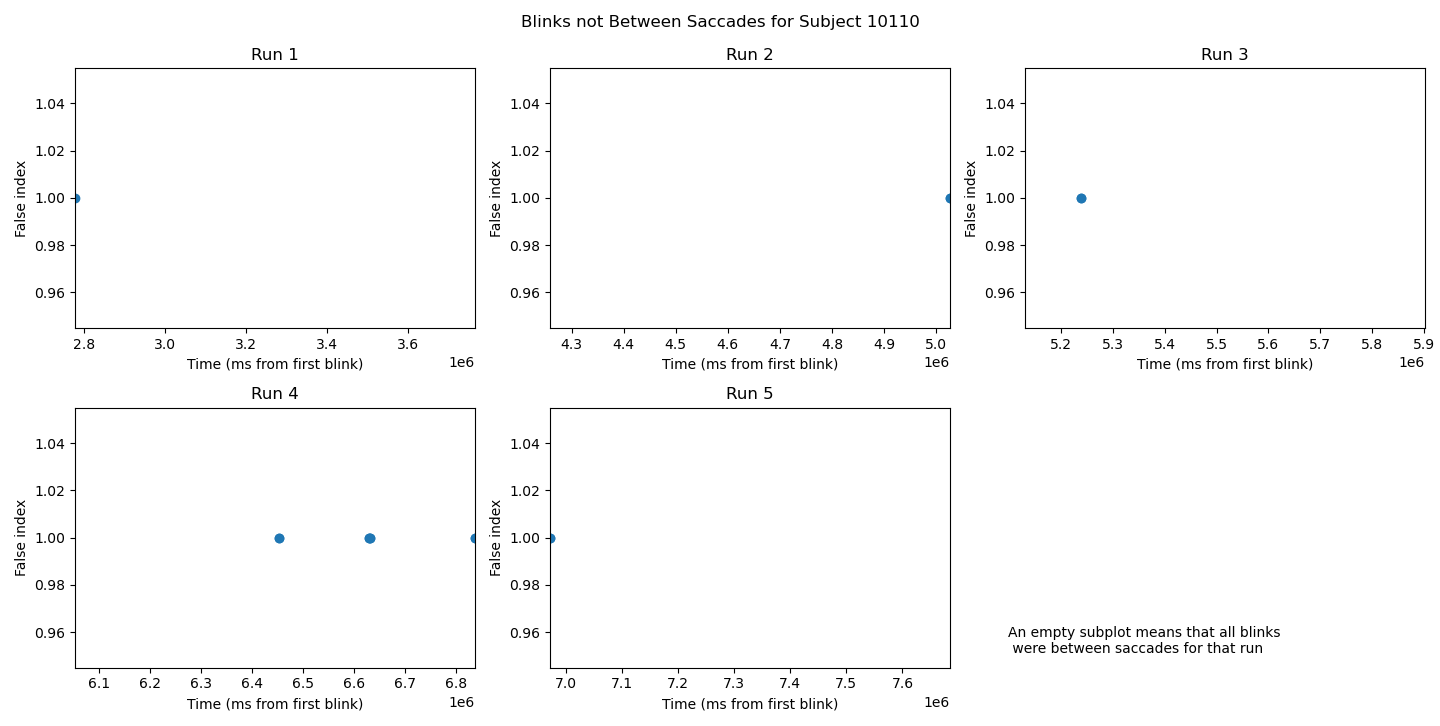 Blinks not Between Saccades for Subject 10110
Run 1
1.04
1.02
1.00
0.98
0.96
False index
2.8 3.0 3.2 3.4 3.6
1e6
Time (ms from first blink)
Run 2
1.04
1.02
1.00
0.98
0.96
False index
4.3 4.4 4.5 4.6 4.7 4.8 4.9 5.0
1e6
Time (ms from first blink)
Run 3
1.04
1.02
1.00
0.98
0.96
False index
5.2 5.3 5.4 5.5 5.6 5.7 5.8 5.9
1e6
Time (ms from first blink)
Run 4
1.04
1.02
1.00
0.98
0.96
False index
6.1 6.2 6.3 6.4 6.5 6.6 6.7 6.8
1e6
Time (ms from first blink)
Run 5
1.04
1.02
1.00
0.98
0.96
False index
7.0 7.1 7.2 7.3 7.4 7.5 7.6
1e6
Time (ms from first blink)
An empty subplot means that all blinks
were between saccades for that run